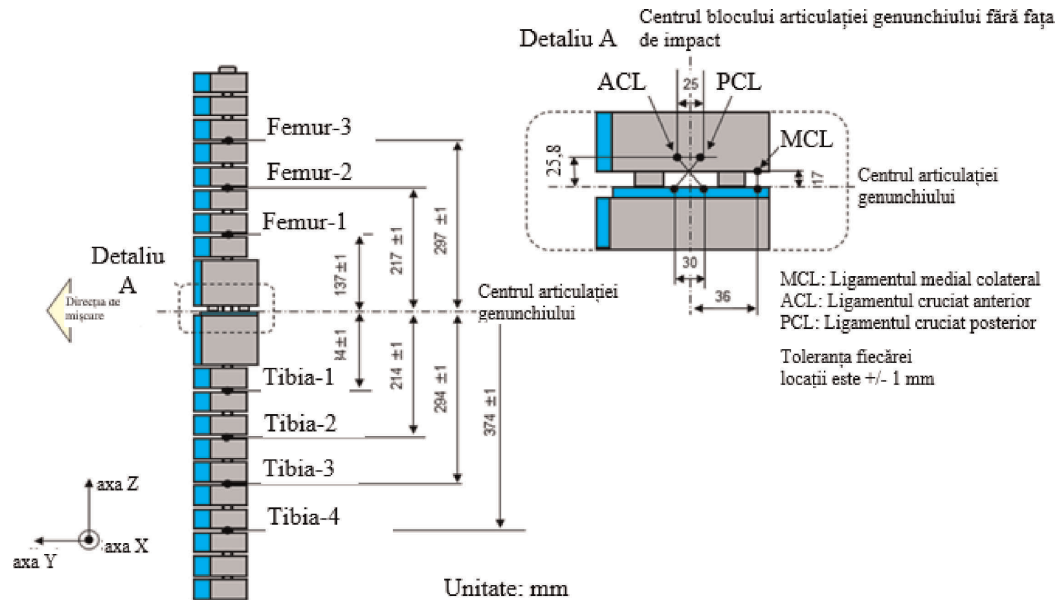 Centrul blocului articulației genunchiului fără fața
de impact
Detaliu A
ACL
25
PCL
MCL
25,8
17
Centrul articulației
genunchiului
30
36
MCL: Ligamentul medial colateral
ACL: Ligamentul cruciat anterior
PCL: Ligamentul cruciat posterior
Toleranța fiecărei
locații este +/- 1 mm
Femur-3
Femur-2
Femur-1
Detaliu
A
Direcția de
mișcare
137 ±1
217 ±1
297 ±1
Centrul articulației
genunchiului
214 ±1
294 ±1
374 ±1
Tibia-1
Tibia-2
Tibia-3
Tibia-4
axa Z
axa X
axa Y
Unitate: mm